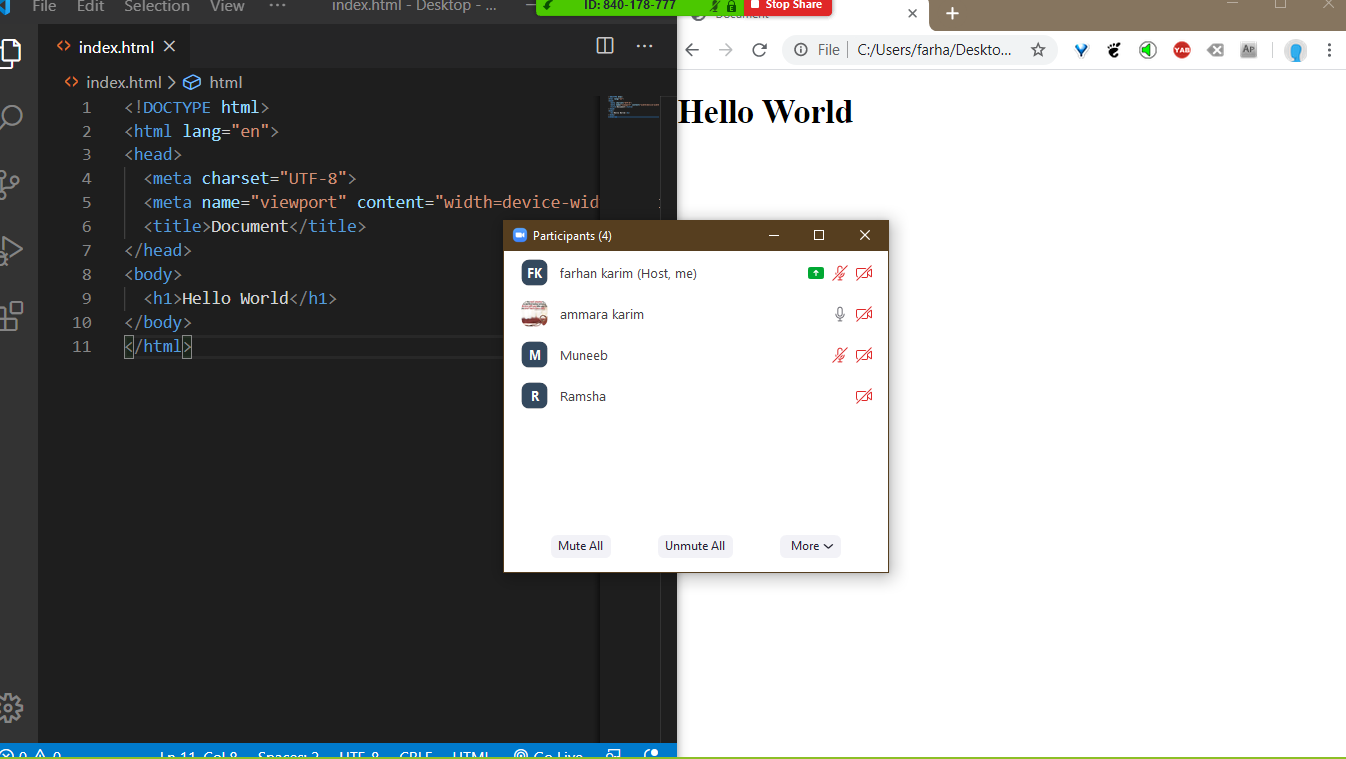 File Edit Selection View ··· index.html - Desktop - ...
ID: 840-178-777 Stop Share
Document
index.html
File C:/Users/farha/Deskto...
YAB
AP
index.html > html
1 <!DOCTYPE html>
2 <html lang="en">
3 <head>
4 <meta charset="UTF-8">
5 <meta name="viewport" content="width=device-wid
6 <title>Document</title>
7 </head>
8 <body>
9 <h1>Hello World</h1>
10 </body>
11 </html>
Hello World
Participants (4)
FK farhan karim (Host, me)
ammara karim
M Muneeb
R Ramsha
Mute All Unmute All More
0 0 Ln 11, Col 8 Spaces: 2 UTF-8 CRLF HTML Go Live